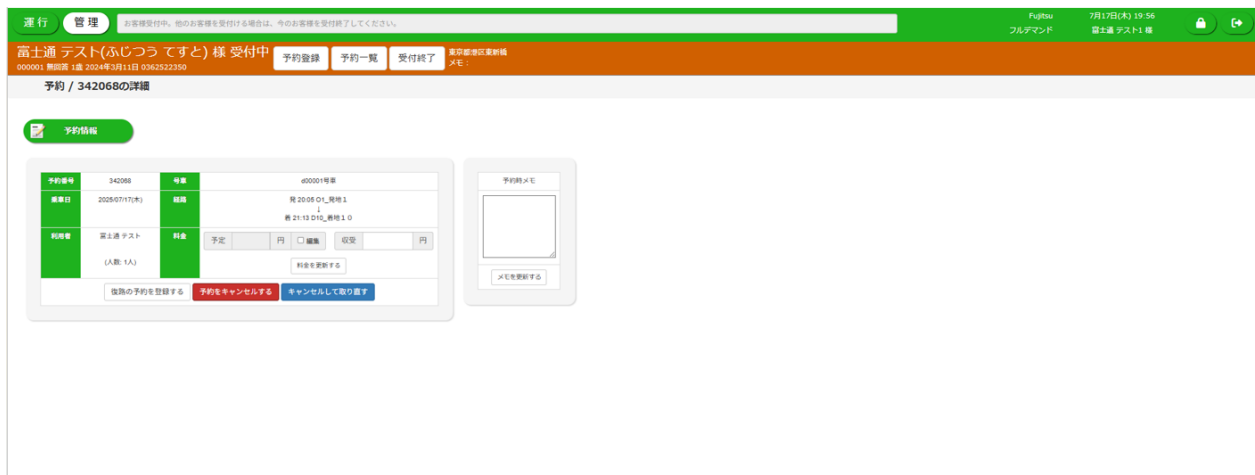 運行 管理 お客様受付中。他のお客様を受付ける場合は、今のお客様を受付終了してください。 Fujitsu 7月17日(木) 19:56
フルデマンド 富士通 テスト1 様
富士通 テスト(ふじつう てすと) 様 受付中 予約登録 予約一覧 受付終了 東京都港区東新橋
000001 無回答 1歳 2024年3月11日 0362522350 メモ :
予約 / 342068の詳細
予約情報
予約番号 342068 号車 d00001号車
乗車日 2025/07/17(木) 経路 発 20:05 O1_発地1
↓
着 21:13 D10_着地10
利用者 富士通 テスト 料金 予定 円 編集 収受 円
(人数: 1人) 料金を更新する
復路の予約を登録する 予約をキャンセルする キャンセルして取り直す
予約時メモ
メモを更新する